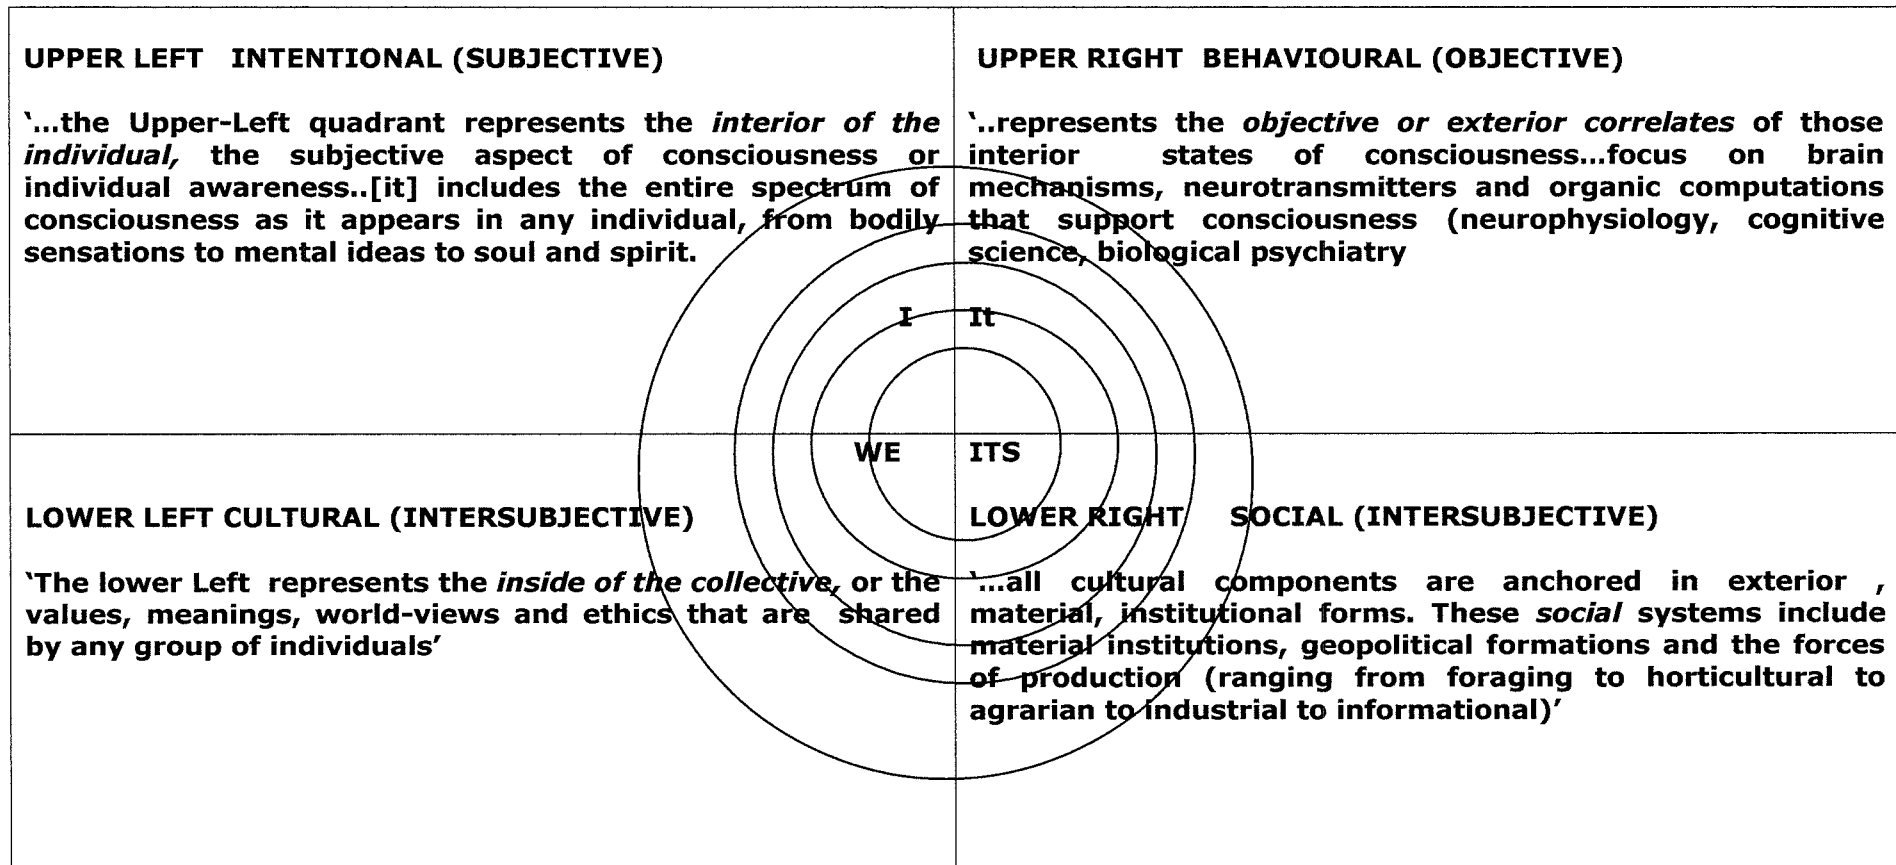 UPPER LEFT INTENTIONAL (SUBJECTIVE)
‘...the Upper-Left quadrant represents the interior of the
individual, the subjective aspect of consciousness or
individual awareness..[it] includes the entire spectrum of
consciousness as it appears in any individual, from bodily
sensations to mental ideas to soul and spirit.
UPPER RIGHT BEHAVIOURAL (OBJECTIVE)
‘..represents the objective or exterior correlates of those
interior states of consciousness...focus on brain
mechanisms, neurotransmitters and organic computations
that support consciousness (neurophysiology, cognitive
science, biological psychiatry
I
It
WE
ITS
LOWER LEFT CULTURAL (INTERSUBJECTIVE)
‘The lower Left represents the inside of the collective, or the
values, meanings, world-views and ethics that are shared
by any group of individuals’
LOWER RIGHT SOCIAL (INTERSUBJECTIVE)
‘...all cultural components are anchored in exterior ,
material, institutional forms. These social systems include
material institutions, geopolitical formations and the forces
of production (ranging from foraging to horticultural to
agrarian to industrial to informational)’